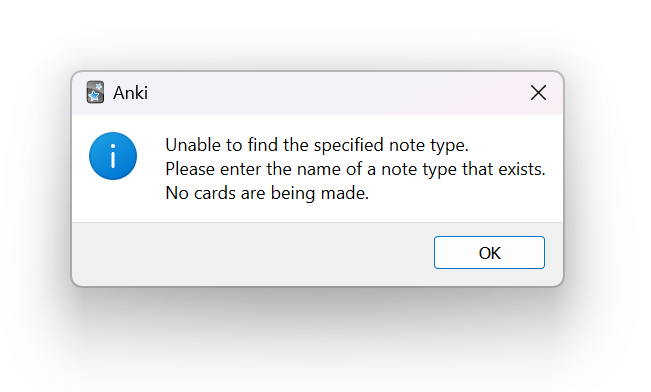 Anki
Unable to find the specified note type.
Please enter the name of a note type that exists.
No cards are being made.
OK